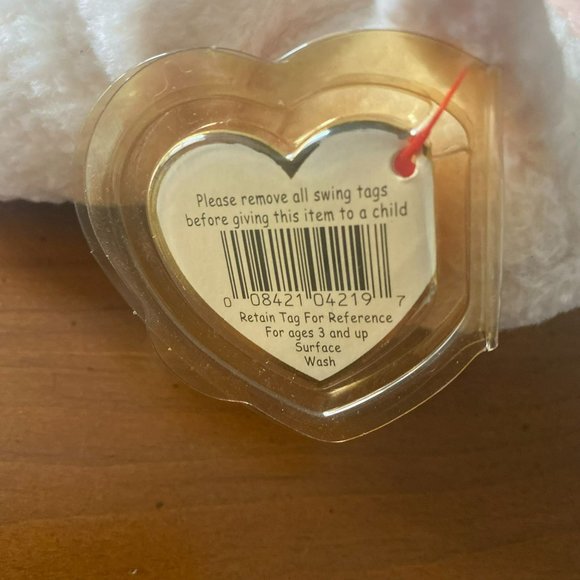 Please remove all swing tags
before giving this item to a child
0 08421 04219 7
Retain Tag For Reference
For ages 3 and up
Surface
Wash